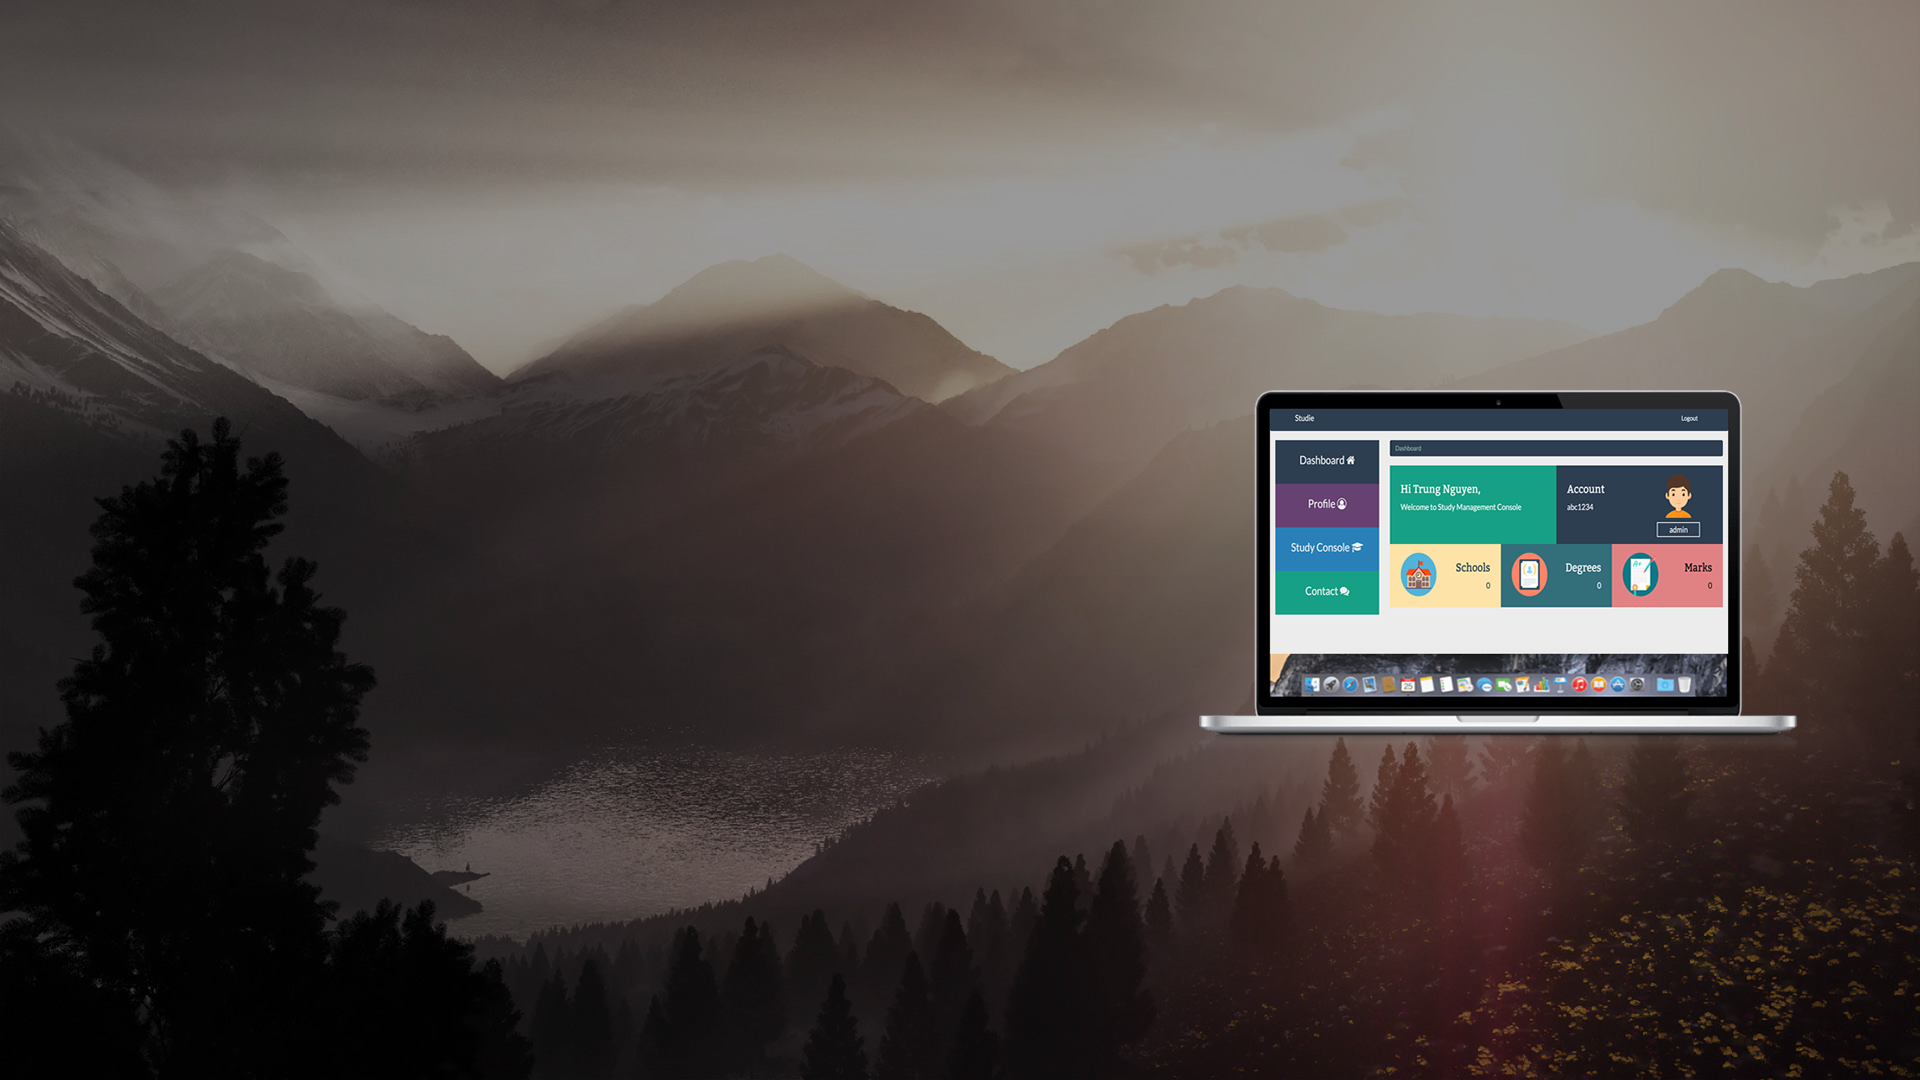 Studie
Logout
Dashboard
Profile
Study Console
Contact
Dashboard
Hi Trung Nguyen,
Welcome to Study Management Console
Account
abc1234
admin
Schools
0
Degrees
0
A+
Marks
0
25